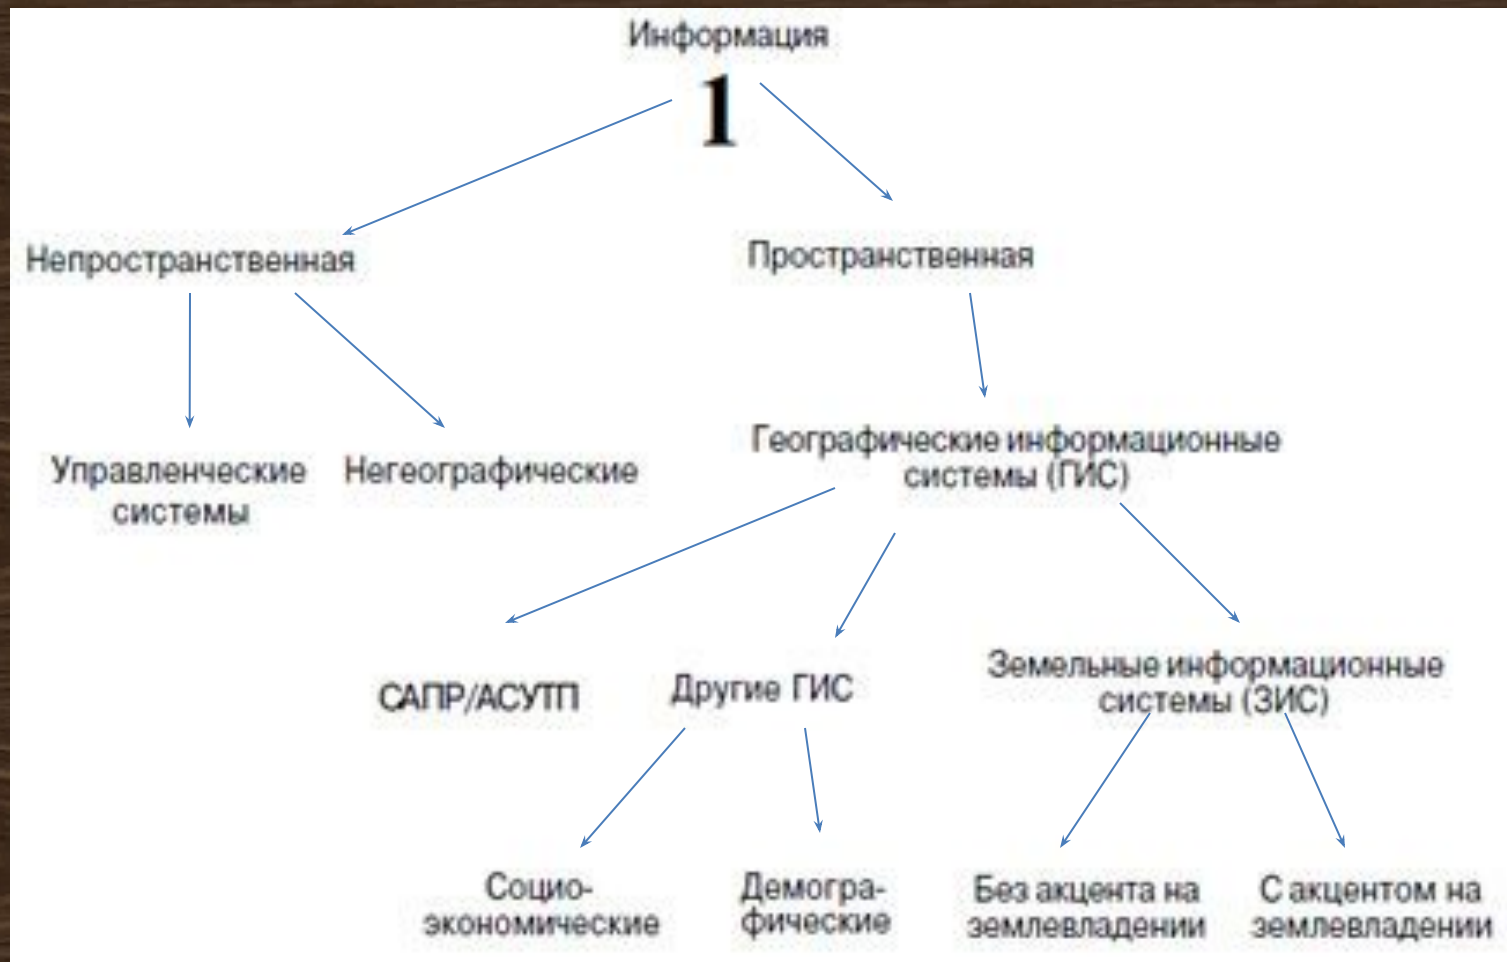 Информация
1
Непространственная
Пространственная
Управленческие
системы
Негеографические
Географические информационные
системы (ГИС)
САПР/АСУТП
Другие ГИС
Земельные информационные
системы (ЗИС)
Социо-
экономические
Демогра-
фические
Без акцента на
землевладении
С акцентом на
землевладении